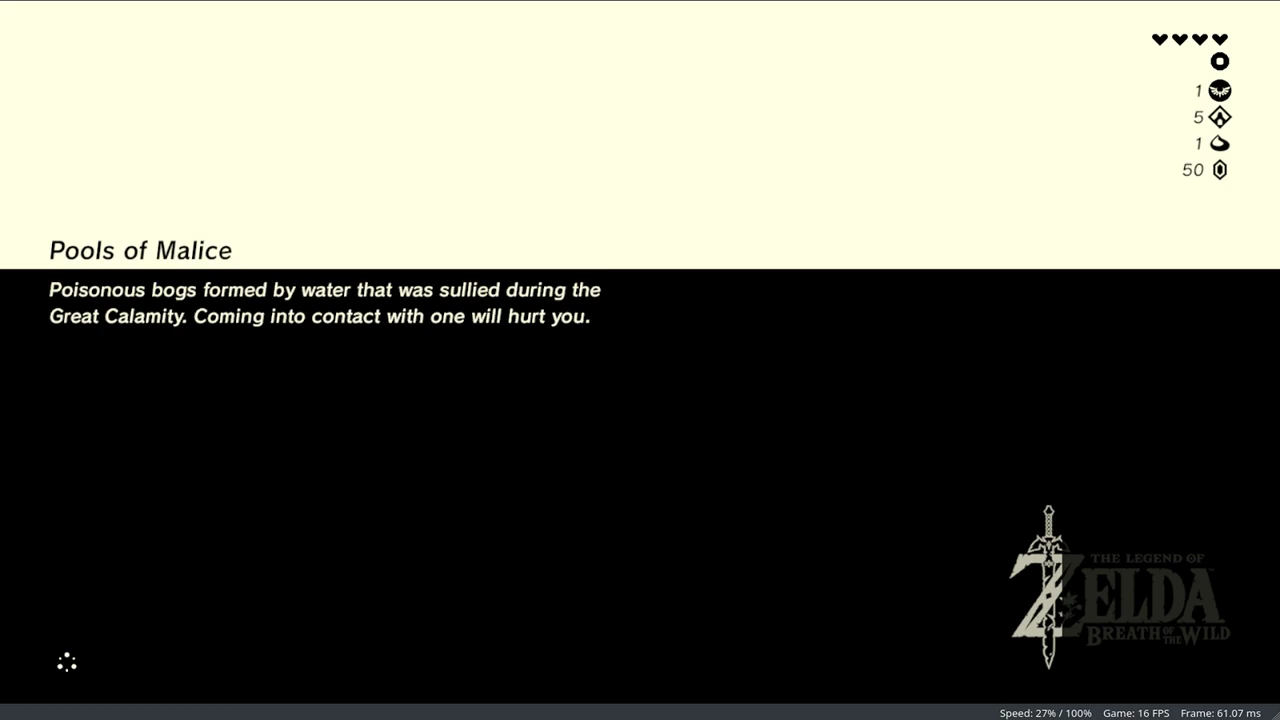 1
5
1
50
Pools of Malice
Poisonous bogs formed by water that was sullied during the
Great Calamity. Coming into contact with one will hurt you.
THE LEGEND OF
ZELDA
BREATH OF THE WILD
Speed: 27% / 100% Game: 16 FPS Frame: 61.07 ms